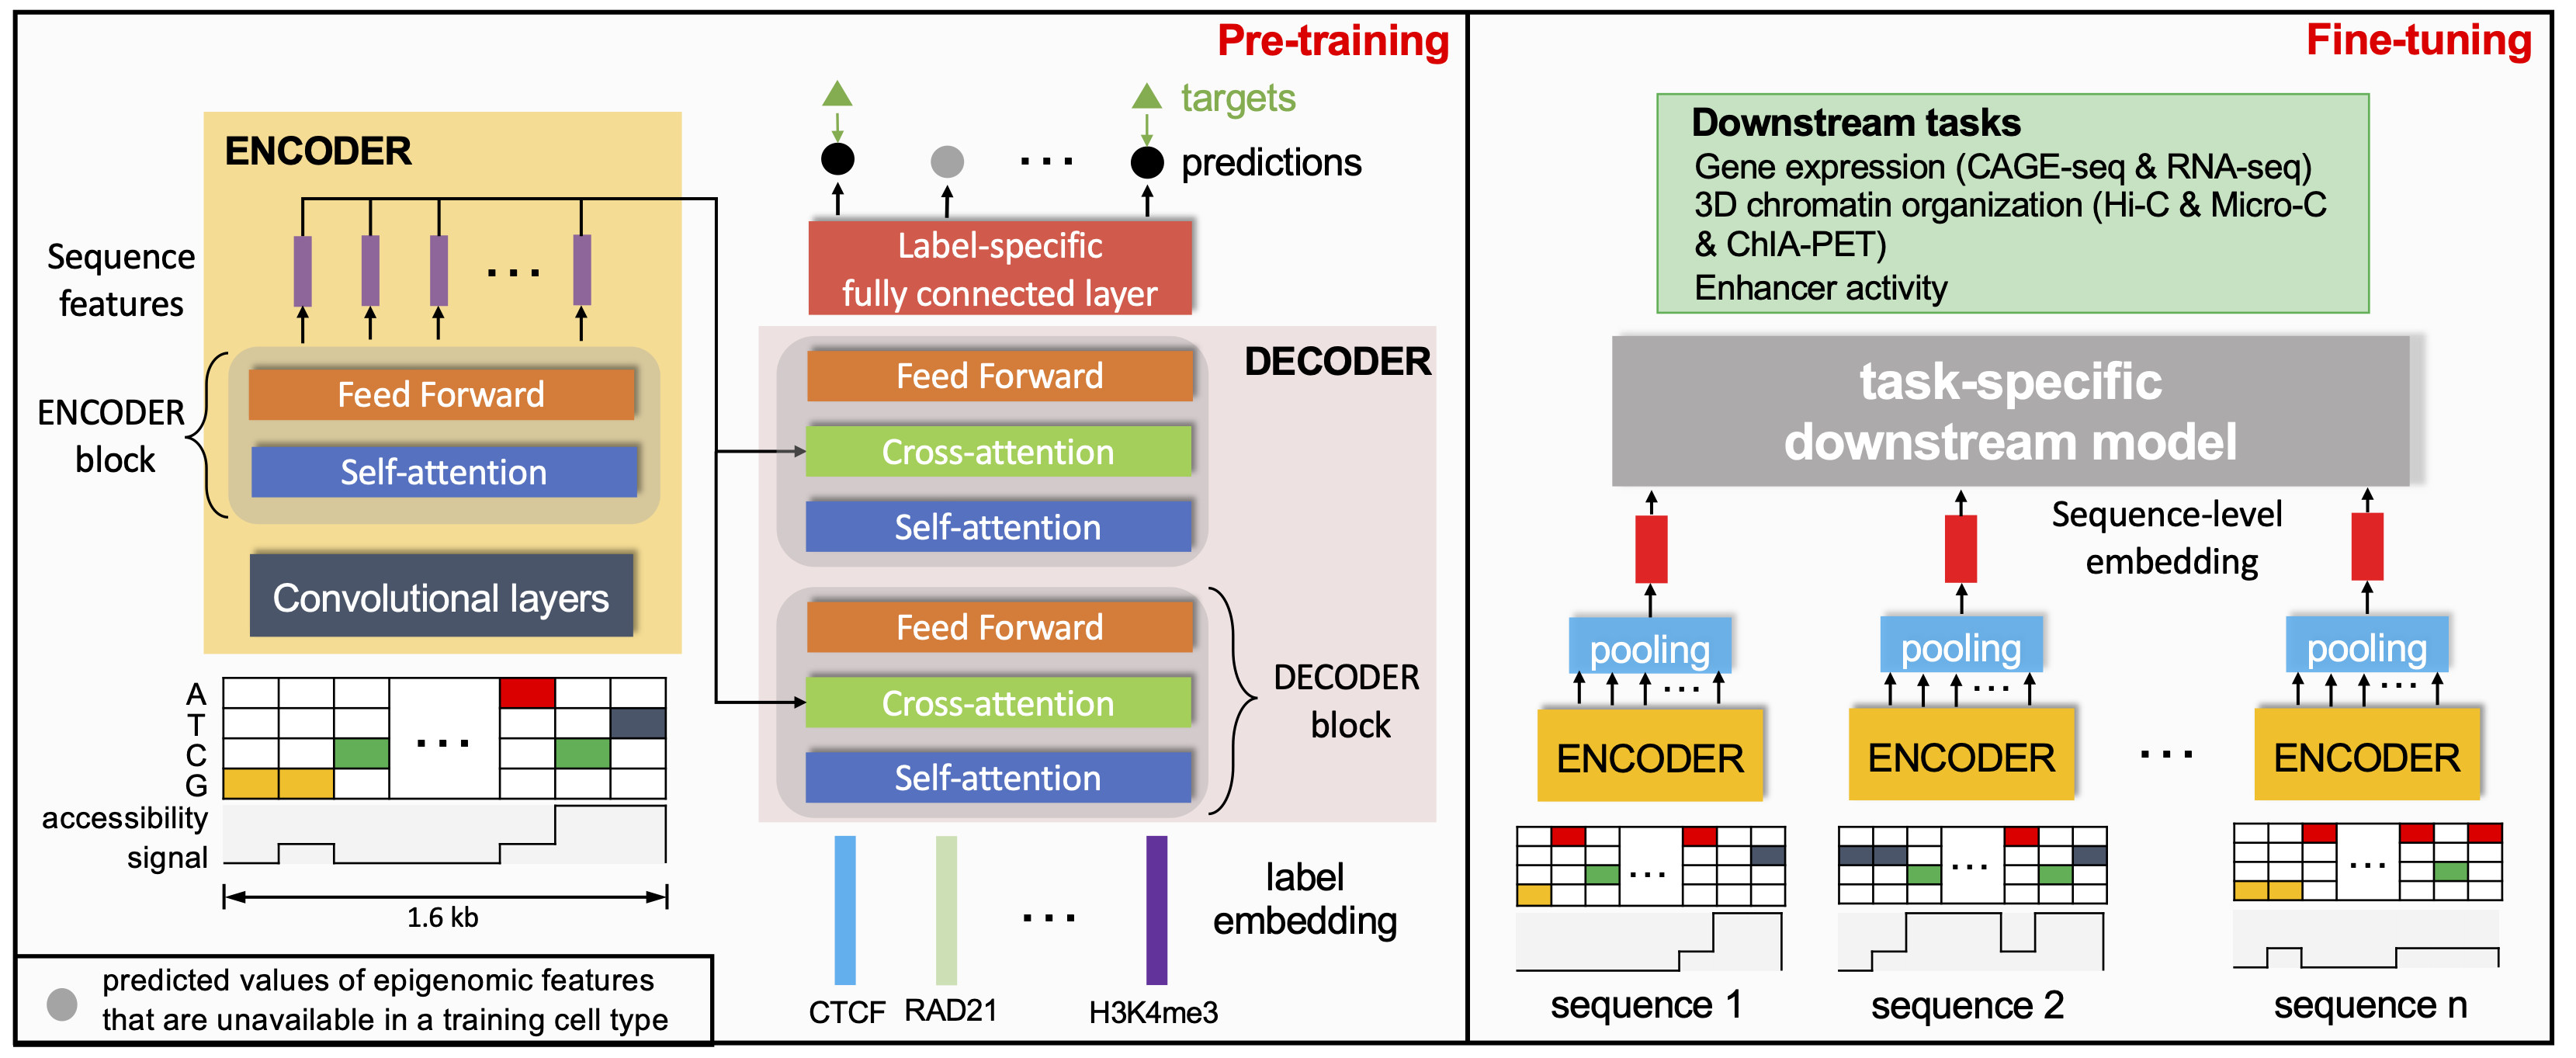 Pre-training
ENCODER
Sequence
features
ENCODER
block
Feed Forward
Self-attention
Convolutional layers
A
T
C
G
...
accessibility
signal
1.6 kb
predicted values of epigenomic features
that are unavailable in a training cell type
targets
predictions
...
Label-specific
fully connected layer
DECODER
Feed Forward
Cross-attention
Self-attention
Feed Forward
Cross-attention
Self-attention
DECODER
block
label
embedding
...
CTCF
RAD21
H3K4me3
Fine-tuning
Downstream tasks
Gene expression (CAGE-seq & RNA-seq)
3D chromatin organization (Hi-C & Micro-C
& ChIA-PET)
Enhancer activity
task-specific
downstream model
Sequence-level
embedding
pooling
pooling
pooling
ENCODER
ENCODER
...
ENCODER
sequence 1
sequence 2
sequence n